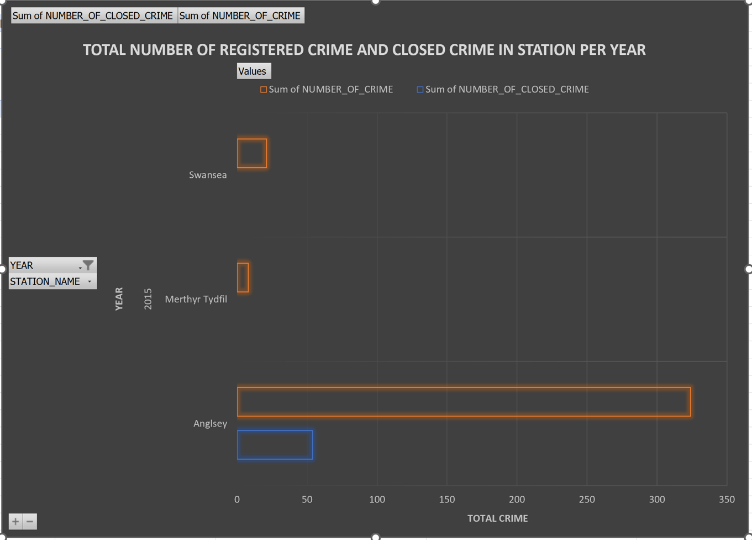 Sum of NUMBER_OF_CLOSED_CRIME Sum of NUMBER_OF_CRIME
TOTAL NUMBER OF REGISTERED CRIME AND CLOSED CRIME IN STATION PER YEAR
Values
Sum of NUMBER_OF_CRIME Sum of NUMBER_OF_CLOSED_CRIME
Swansea
YEAR
STATION_NAME
YEAR
2015
Merthyr Tydfil
Anglsey
0 50 100 150 200 250 300 350
TOTAL CRIME
+ −